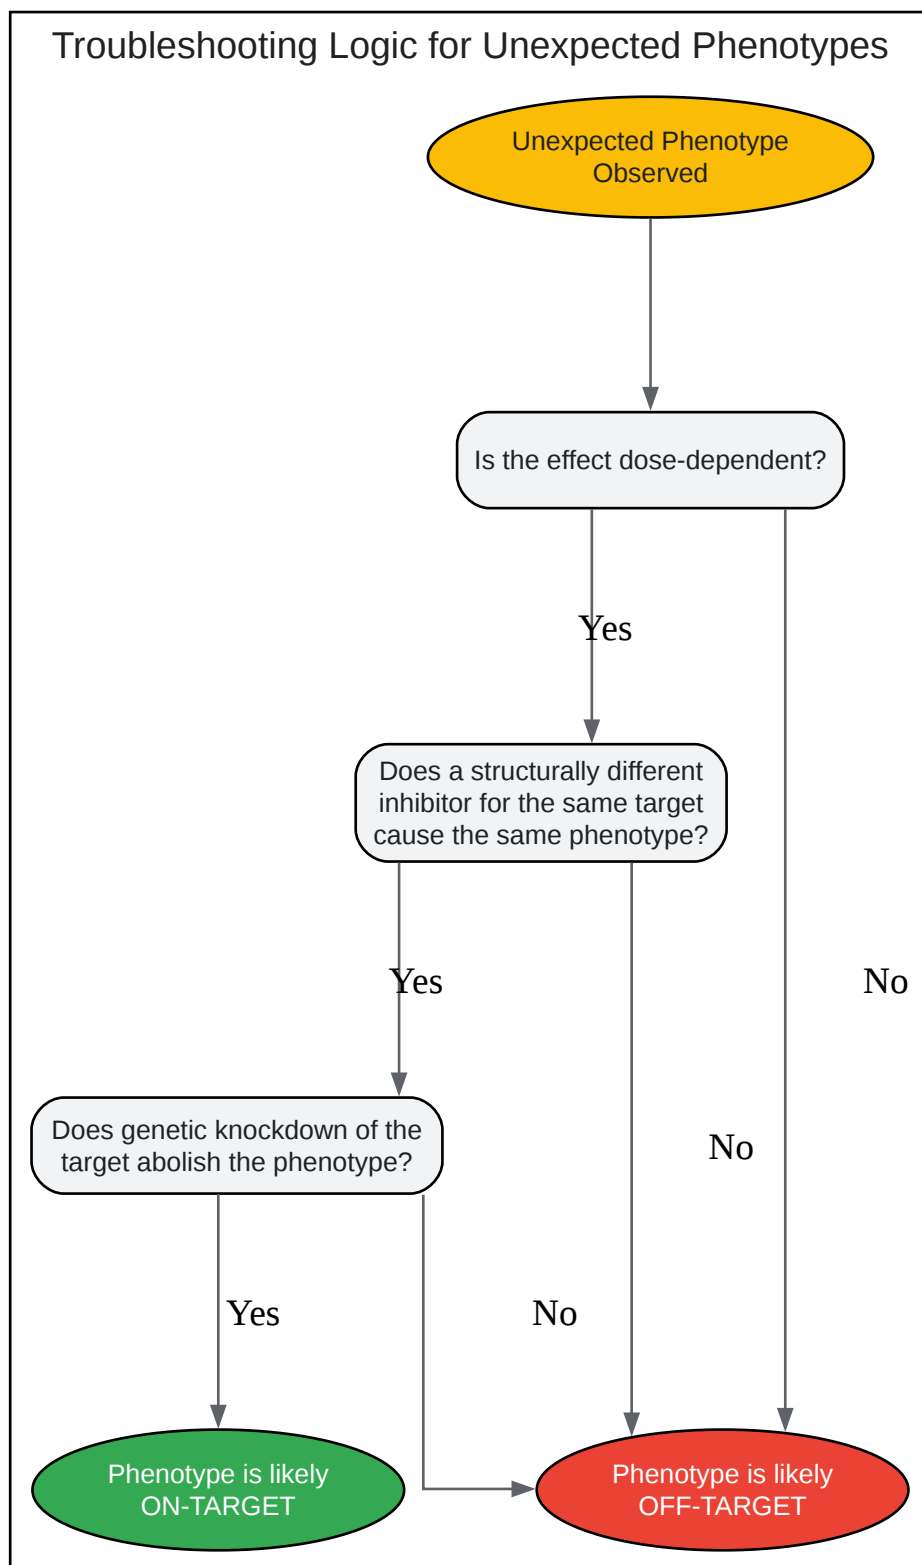 Troubleshooting Logic for Unexpected Phenotypes
Unexpected Phenotype
Observed
Is the effect dose-dependent?
Yes
Does a structurally different
inhibitor for the same target
cause the same phenotype?
Yes
No
Does genetic knockdown of the
target abolish the phenotype?
No
Yes
No
Phenotype is likely
ON-TARGET
Phenotype is likely
OFF-TARGET